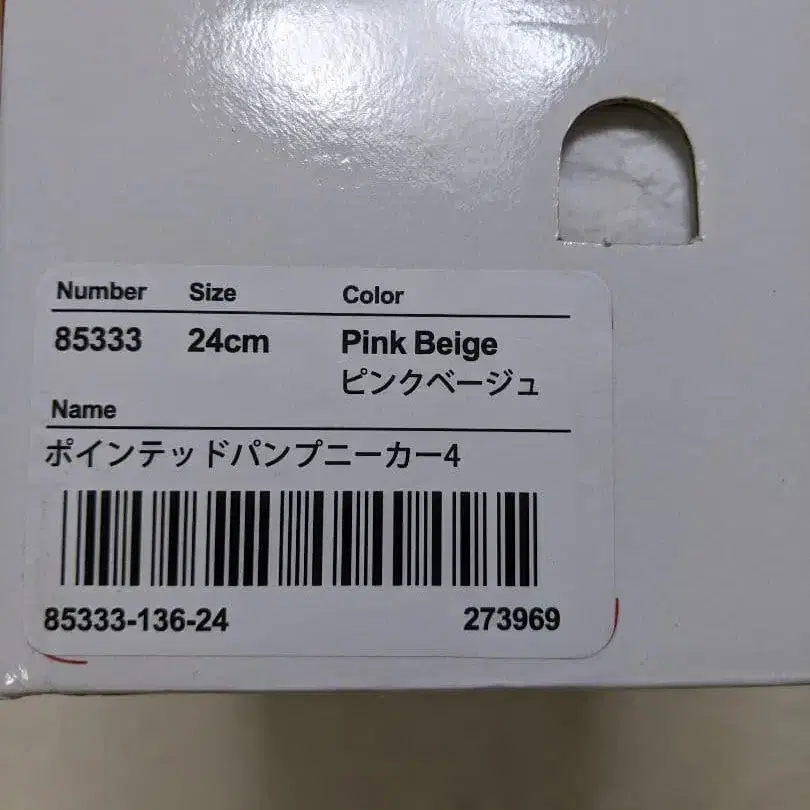 Number Size Color
85333 24cm Pink Beige
ピンクベージュ
Name
ポインテッドパンプニーカー4
85333-136-24 273969